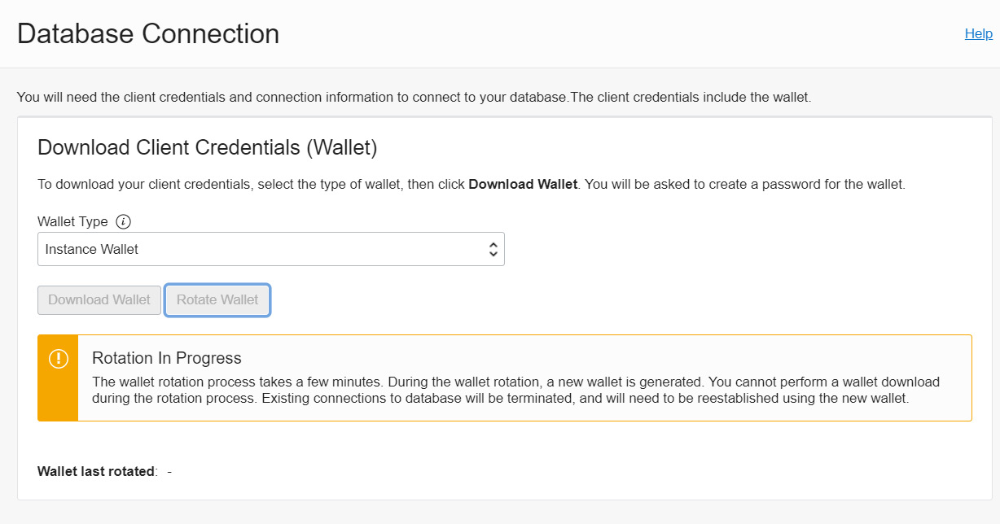 Database Connection
Help
You will need the client credentials and connection information to connect to your database.The client credentials include the wallet.
Download Client Credentials (Wallet)
To download your client credentials, select the type of wallet, then click Download Wallet. You will be asked to create a password for the wallet.
Wallet Type i
Instance Wallet
Download Wallet Rotate Wallet
Rotation In Progress
The wallet rotation process takes a few minutes. During the wallet rotation, a new wallet is generated. You cannot perform a wallet download
during the rotation process. Existing connections to database will be terminated, and will need to be reestablished using the new wallet.
Wallet last rotated: -